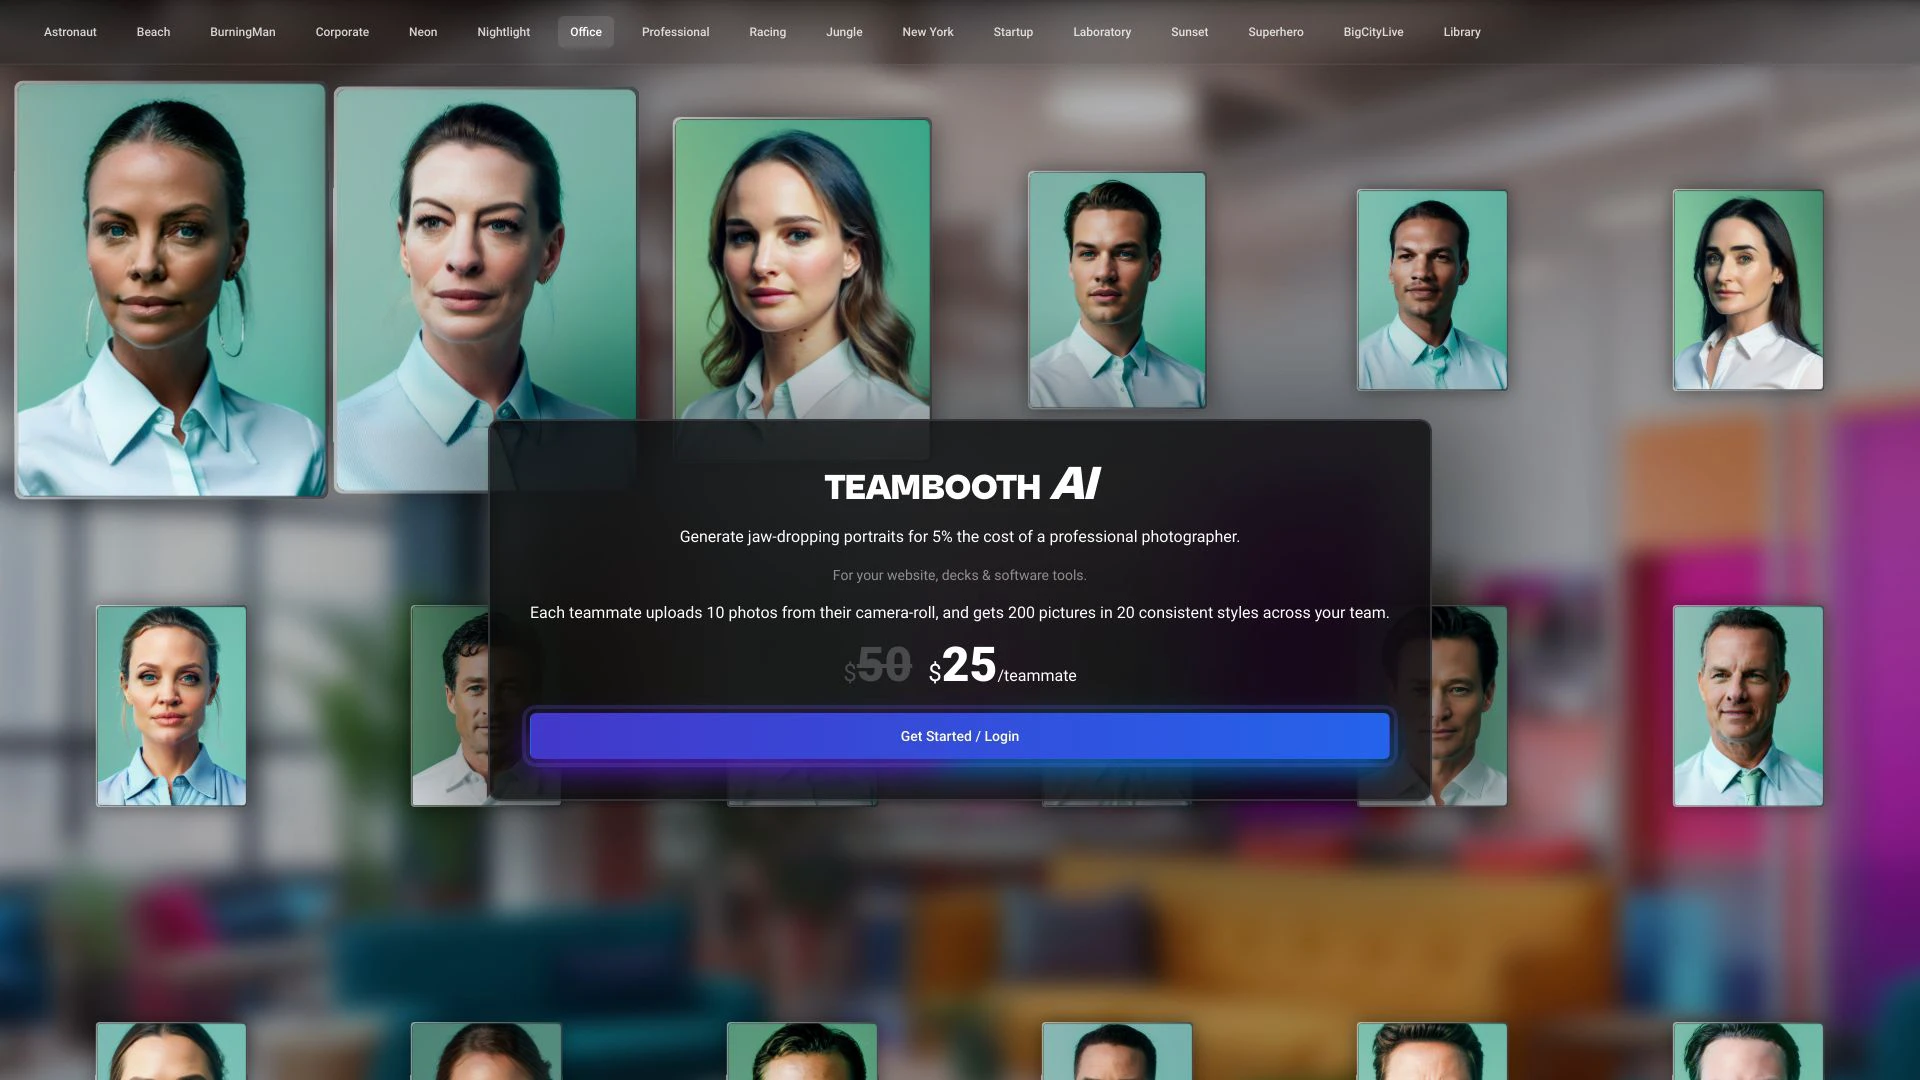 Astronaut
Beach
BurningMan
Corporate
Neon
Nightlight
Office
Professional
Racing
Jungle
New York
Startup
Laboratory
Sunset
Superhero
BigCityLive
Library
TEAMBOOTH AI
Generate jaw-dropping portraits for 5% the cost of a professional photographer.
For your website, decks & software tools.
Each teammate uploads 10 photos from their camera-roll, and gets 200 pictures in 20 consistent styles across your team.
$50 $25/teammate
Get Started / Login